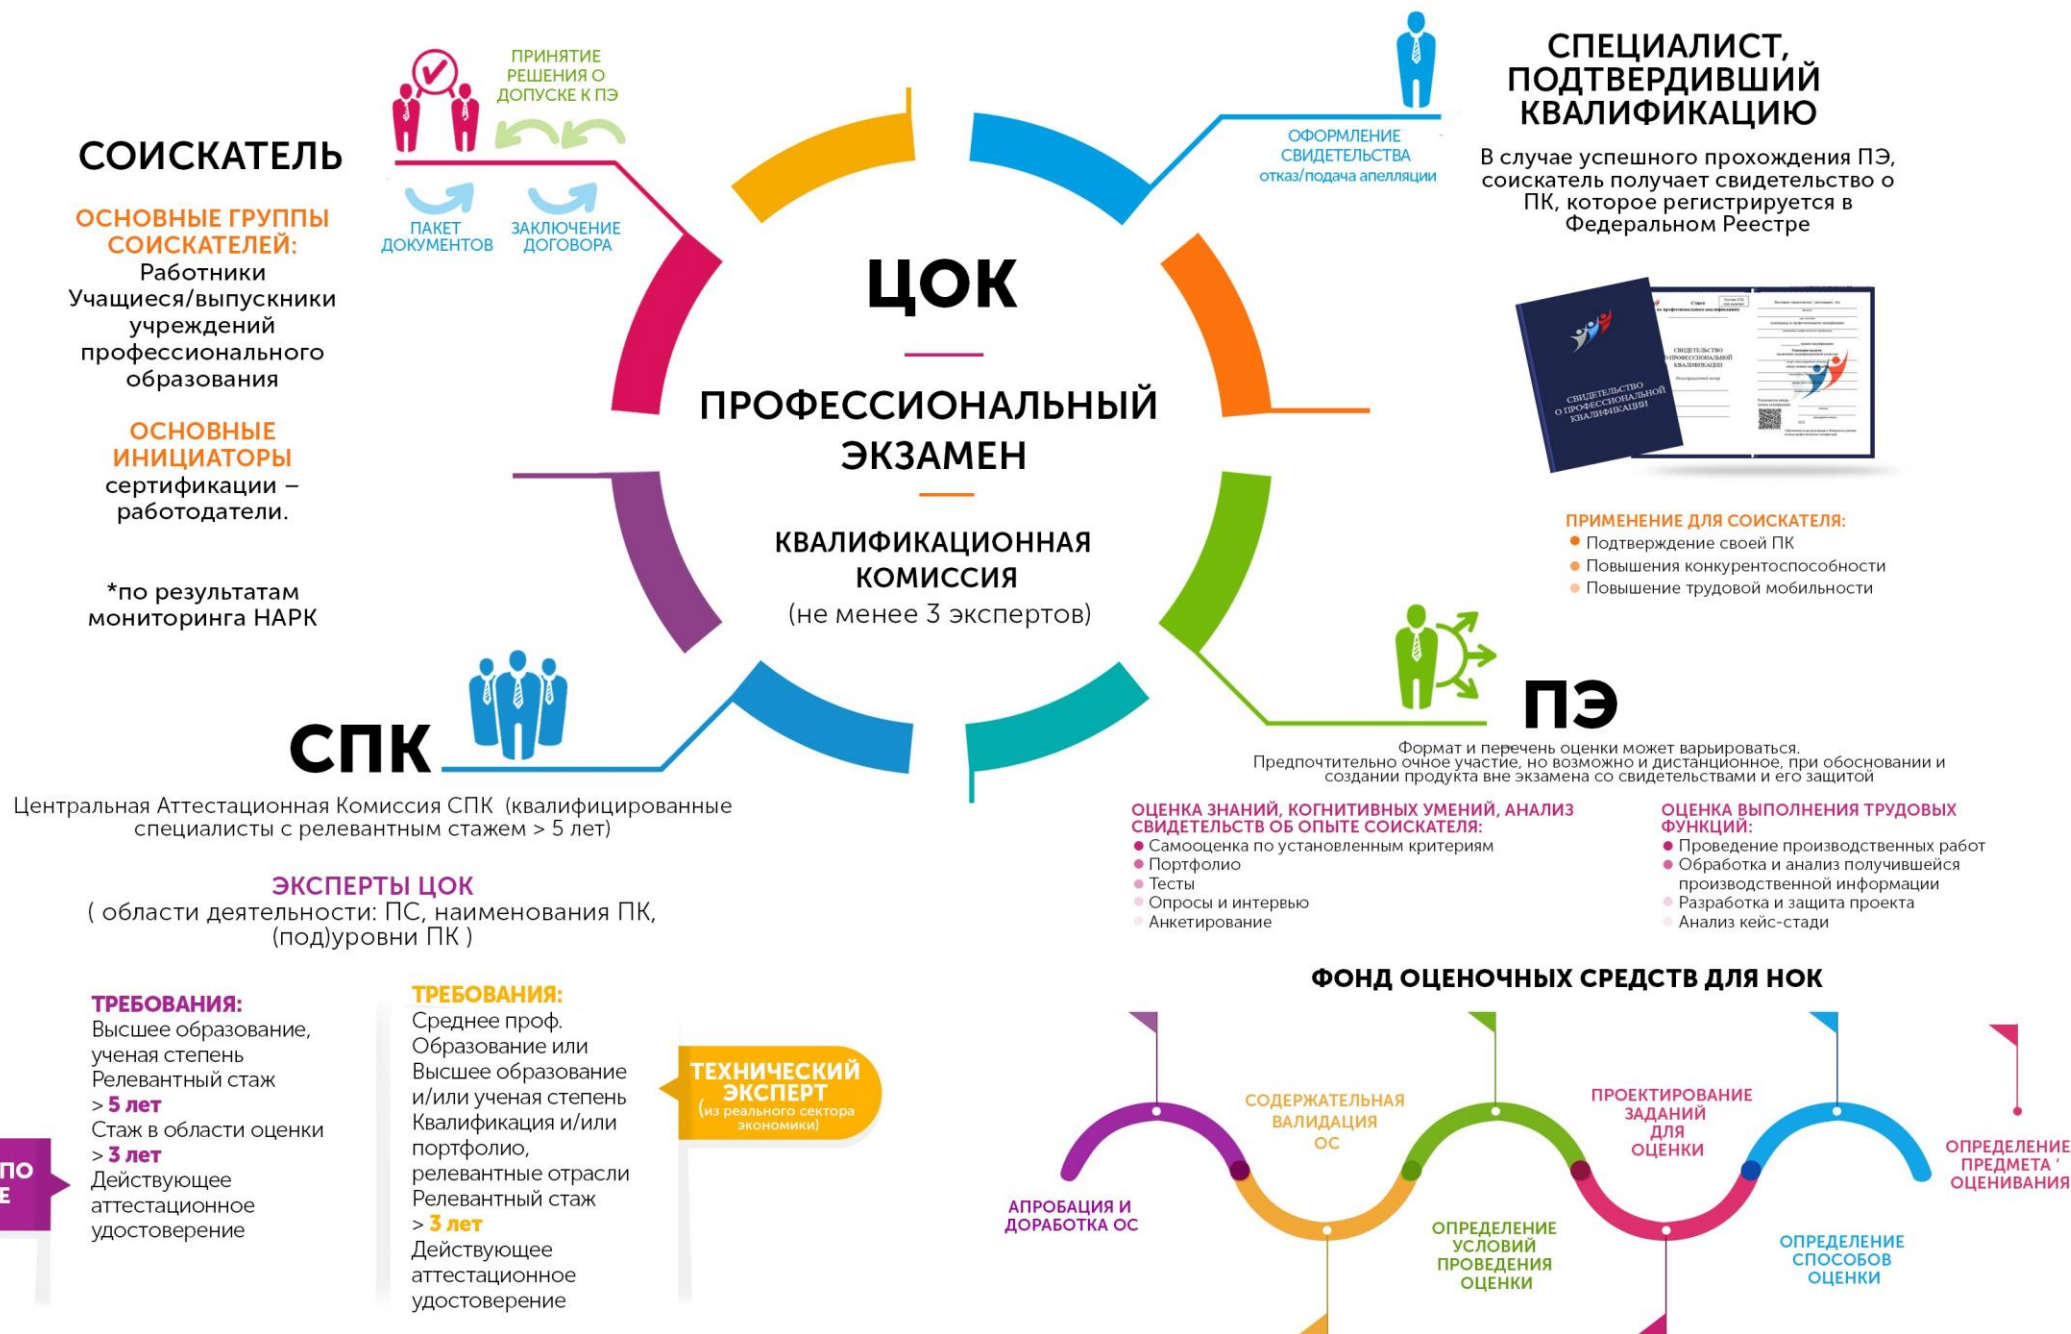 СОИСКАТЕЛЬ
ОСНОВНЫЕ ГРУППЫ
СОИСКАТЕЛЕЙ:
Работники
Учащиеся/выпускники
учреждений
профессионального
образования
ОСНОВНЫЕ
ИНИЦИАТОРЫ
сертификации –
работодатели.
*по результатам
мониторинга НАРК
ПРИНЯТИЕ
РЕШЕНИЯ О
ДОПУСКЕ К ПЭ
ПАКЕТ
ДОКУМЕНТОВ
ЗАКЛЮЧЕНИЕ
ДОГОВОРА
ЦОК
ПРОФЕССИОНАЛЬНЫЙ
ЭКЗАМЕН
КВАЛИФИКАЦИОННАЯ
КОМИССИЯ
(не менее 3 экспертов)
ОФОРМЛЕНИЕ
СВИДЕТЕЛЬСТВА
отказ/подача апелляции
СПЕЦИАЛИСТ,
ПОДТВЕРДИВШИЙ
КВАЛИФИКАЦИЮ
В случае успешного прохождения ПЭ,
соискатель получает свидетельство о
ПК, которое регистрируется в
Федеральном Реестре
СВИДЕТЕЛЬСТВО
О ПРОФЕССИОНАЛЬНОЙ
КВАЛИФИКАЦИИ
СВИДЕТЕЛЬСТВО
О ПРОФЕССИОНАЛЬНОЙ
КВАЛИФИКАЦИИ
ПРИМЕНЕНИЕ ДЛЯ СОИСКАТЕЛЯ:
Подтверждение своей ПК
Повышения конкурентоспособности
Повышение трудовой мобильности
СПК
Центральная Аттестационная Комиссия СПК (квалифицированные
специалисты с релевантным стажем > 5 лет)
ЭКСПЕРТЫ ЦОК
( области деятельности: ПС, наименования ПК,
(под)уровни ПК )
ТРЕБОВАНИЯ:
Высшее образование,
ученая степень
Релевантный стаж
> 5 лет
Стаж в области оценки
> 3 лет
Действующее
аттестационное
удостоверение
ПО
Е
ТРЕБОВАНИЯ:
Среднее проф.
Образование или
Высшее образование
и/или ученая степень
Квалификация и/или
портфолио,
релевантные отрасли
Релевантный стаж
> 3 лет
Действующее
аттестационное
удостоверение
ТЕХНИЧЕСКИЙ
ЭКСПЕРТ
(из реального сектора
экономики)
ПЭ
Формат и перечень оценки может варьироваться.
Предпочтительно очное участие, но возможно и дистанционное, при обосновании и
создании продукта вне экзамена со свидетельствами и его защитой
ОЦЕНКА ЗНАНИЙ, КОГНИТИВНЫХ УМЕНИЙ, АНАЛИЗ
СВИДЕТЕЛЬСТВ ОБ ОПЫТЕ СОИСКАТЕЛЯ:
Самооценка по установленным критериям
Портфолио
Тесты
Опросы и интервью
Анкетирование
ОЦЕНКА ВЫПОЛНЕНИЯ ТРУДОВЫХ
ФУНКЦИЙ:
Проведение производственных работ
Обработка и анализ получившейся
производственной информации
Разработка и защита проекта
Анализ кейс-стади
ФОНД ОЦЕНОЧНЫХ СРЕДСТВ ДЛЯ НОК
АПРОБАЦИЯ И
ДОРАБОТКА ОС
СОДЕРЖАТЕЛЬНАЯ
ВАЛИДАЦИЯ
ОС
ОПРЕДЕЛЕНИЕ
УСЛОВИЙ
ПРОВЕДЕНИЯ
ОЦЕНКИ
ПРОЕКТИРОВАНИЕ
ЗАДАНИЙ
ДЛЯ
ОЦЕНКИ
ОПРЕДЕЛЕНИЕ
СПОСОБОВ
ОЦЕНКИ
ОПРЕДЕЛЕНИЕ
ПРЕДМЕТА '
ОЦЕНИВАНИЯ